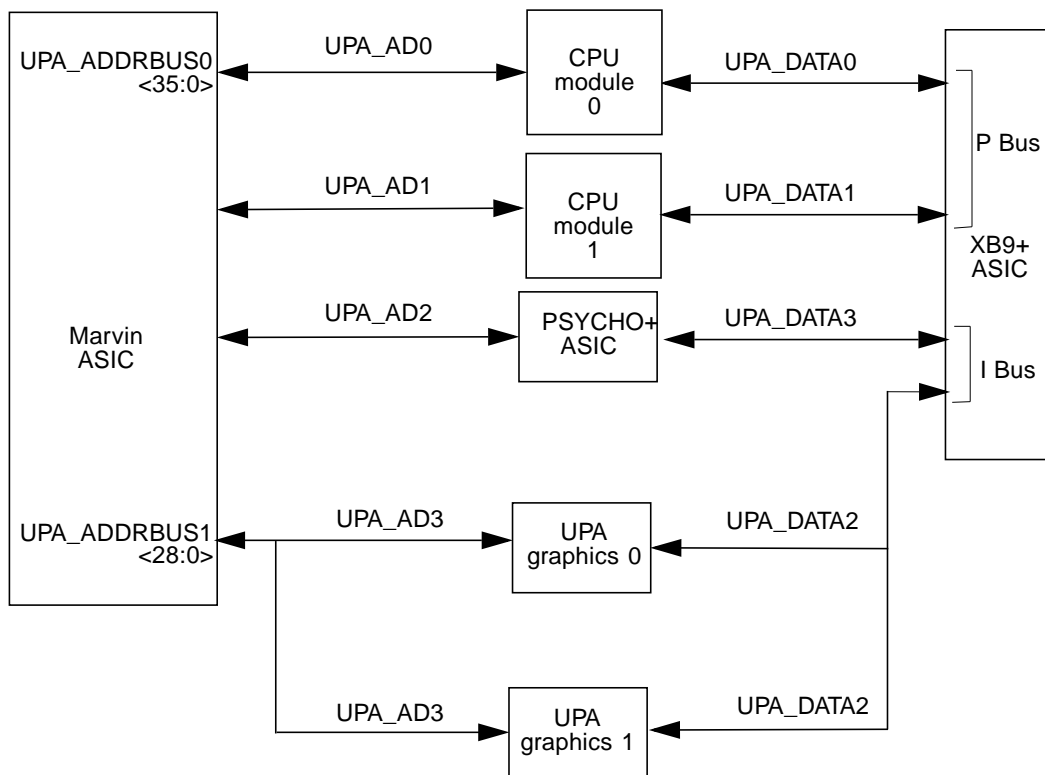 UPA_ADDRBUS0
<35:0>
UPA_AD0
CPU
module
0
UPA_DATA0
P Bus
UPA_AD1
CPU
module
1
UPA_DATA1
XB9+
ASIC
Marvin
ASIC
UPA_AD2
PSYCHO+
ASIC
UPA_DATA3
I Bus
UPA_ADDRBUS1
<28:0>
UPA_AD3
UPA
graphics 0
UPA_DATA2
UPA_AD3
UPA
graphics 1
UPA_DATA2